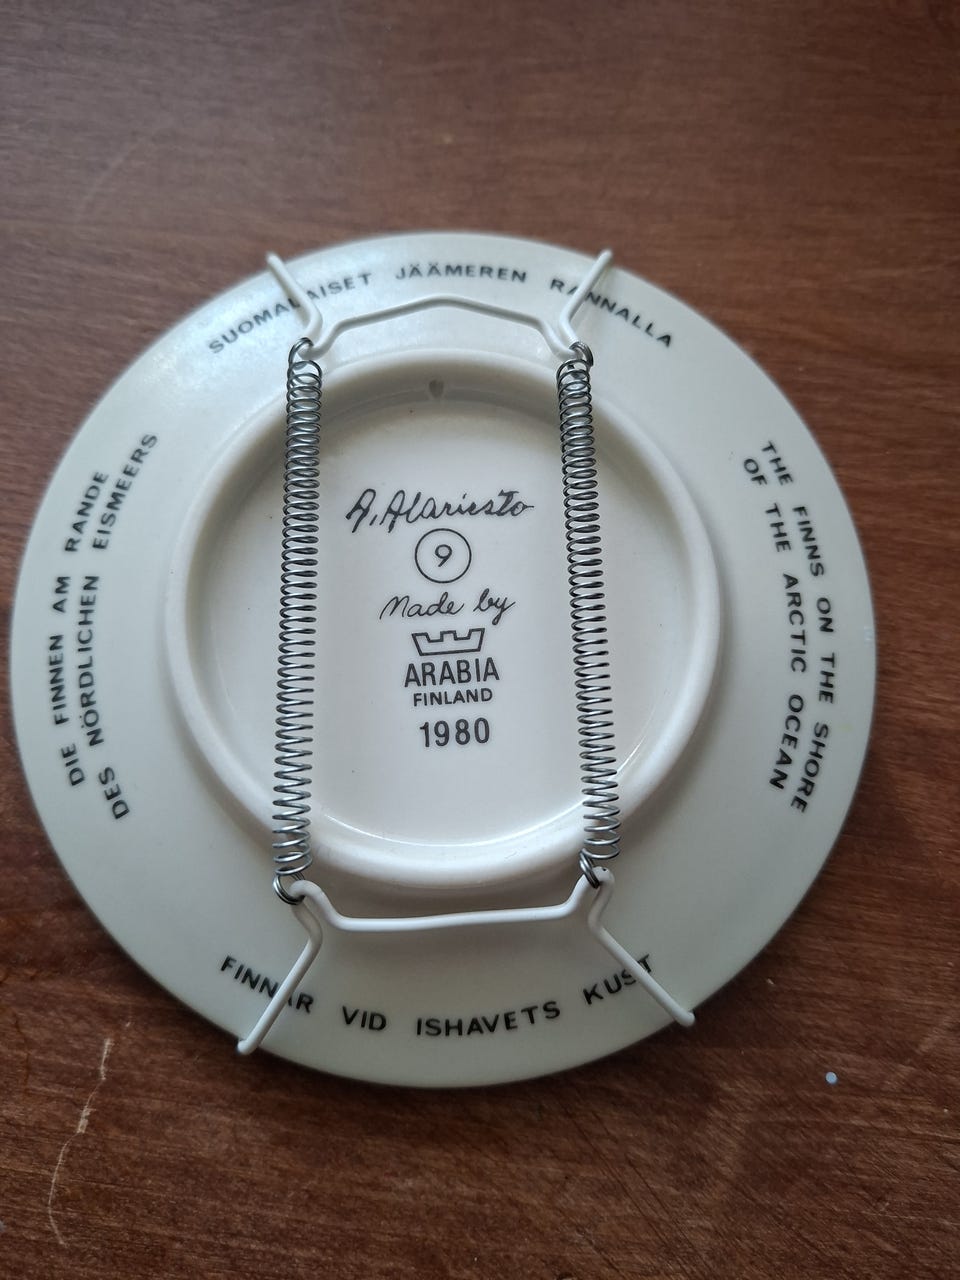 SUOMALAISET JÄÄMEREN RANNALLA
THE FINNS ON THE SHORE
OF THE ARCTIC OCEAN
FINNAR VID ISHAVETS KUST
DIE FINNEN AM RANDE
DES NÖRDLICHEN EISMEERS
A. Alariesto
9
Made by
ARABIA
FINLAND
1980